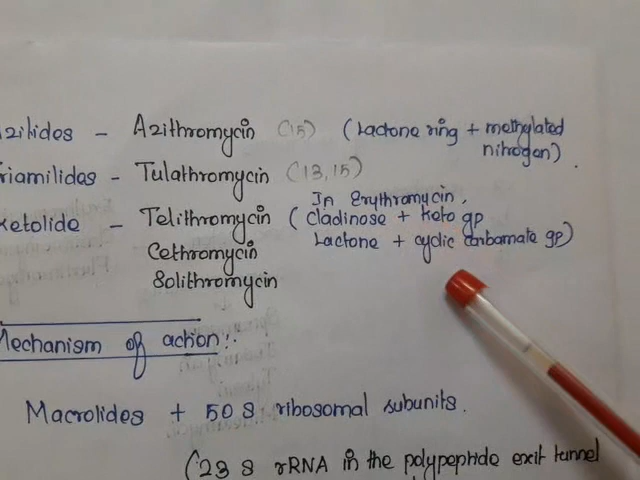 zilides - Azithromycin (15) (Lactone ring + methylated nitrogen).
riamilides - Tulathromycin (13,15)
ketolide - Telithromycin (In Erythromycin, cladinose + keto gp
Cethromycin Lactone + cyclic carbamate gp)
Solithromycin
Mechanism of action:-
Macrolides + 50 S ribosomal subunits.
(23 S rRNA in the polypeptide exit tunnel